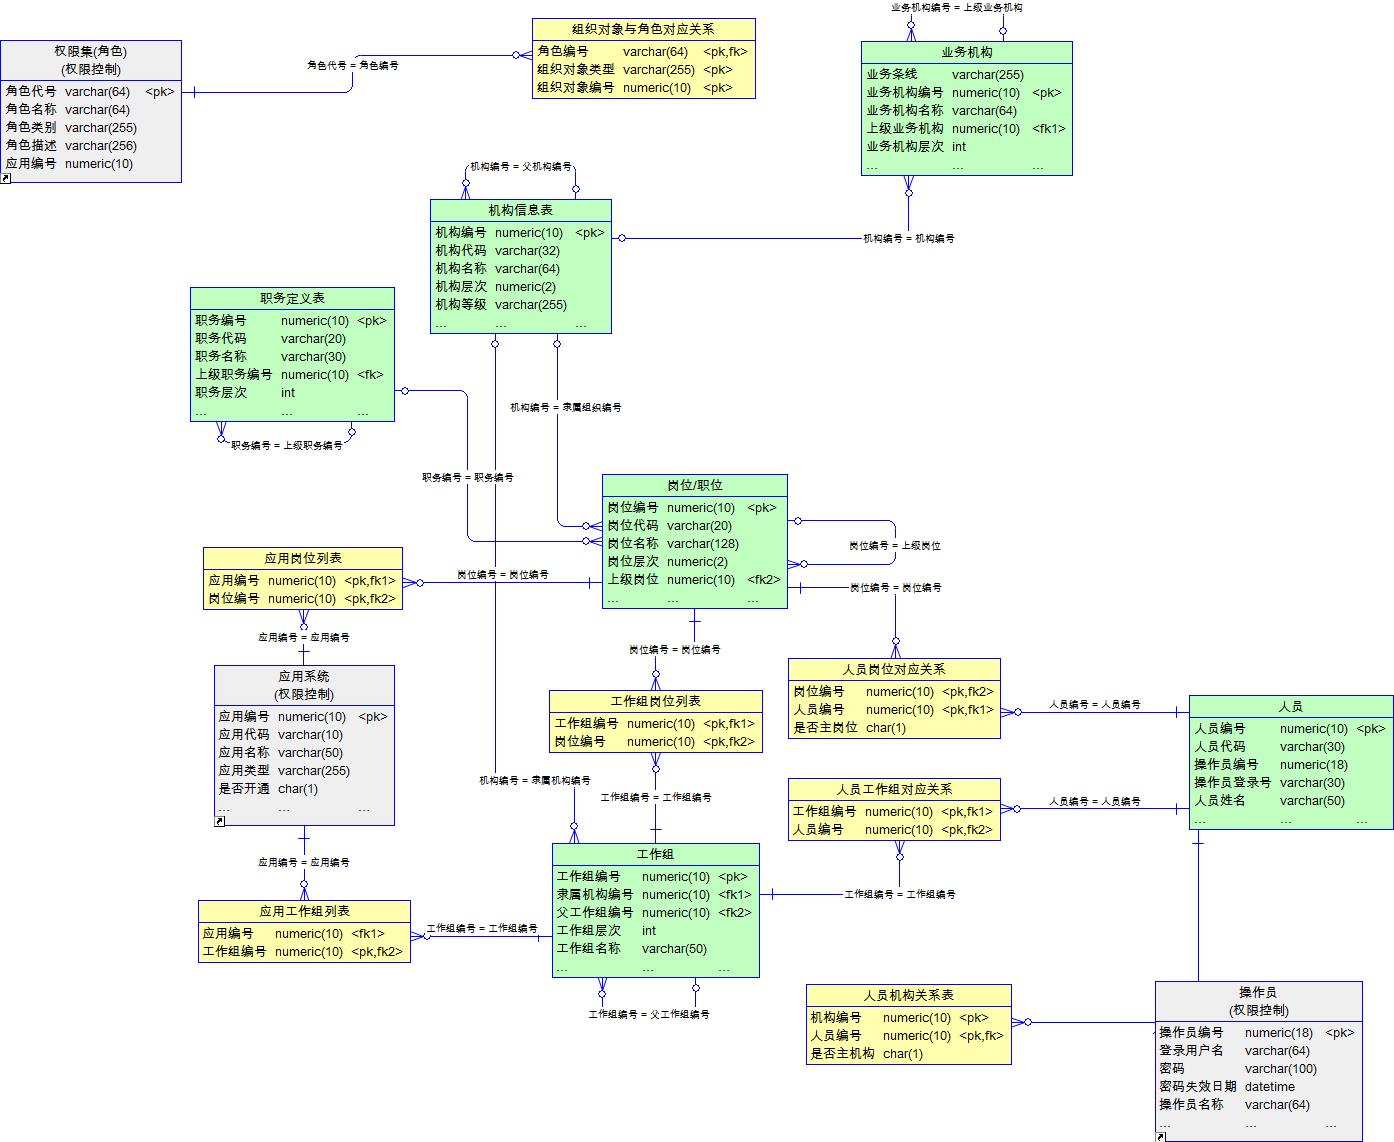 业务机构编号 = 上级业务机构
组织对象与角色对应关系
角色编号 varchar(64) <pk,fk>
组织对象类型 varchar(255) <pk>
组织对象编号 numeric(10) <pk>
权限集(角色)
(权限控制)
角色代号 varchar(64) <pk>
角色名称 varchar(64)
角色类别 varchar(255)
角色描述 varchar(256)
应用编号 numeric(10)
角色代号 = 角色编号
业务机构
业务条线 varchar(255)
业务机构编号 numeric(10) <pk>
业务机构名称 varchar(64)
上级业务机构 numeric(10) <fk1>
业务机构层次 int
... ... ...
机构编号 = 父机构编号
机构信息表
机构编号 numeric(10) <pk>
机构代码 varchar(32)
机构名称 varchar(64)
机构层次 numeric(2)
机构等级 varchar(255)
... ... ...
机构编号 = 机构编号
职务定义表
职务编号 numeric(10) <pk>
职务代码 varchar(20)
职务名称 varchar(30)
上级职务编号 numeric(10) <fk>
职务层次 int
... ... ...
职务编号 = 上级职务编号
机构编号 = 隶属组织编号
职务编号 = 职务编号
岗位/职位
岗位编号 numeric(10) <pk>
岗位代码 varchar(20)
岗位名称 varchar(128)
岗位层次 numeric(2)
上级岗位 numeric(10) <fk2>
... ... ...
岗位编号 = 上级岗位
应用岗位列表
应用编号 numeric(10) <pk,fk1>
岗位编号 numeric(10) <pk,fk2>
岗位编号 = 岗位编号
岗位编号 = 岗位编号
应用编号 = 应用编号
岗位编号 = 岗位编号
应用系统
(权限控制)
应用编号 numeric(10) <pk>
应用代码 varchar(10)
应用名称 varchar(50)
应用类型 varchar(255)
是否开通 char(1)
... ... ...
工作组岗位列表
工作组编号 numeric(10) <pk,fk1>
岗位编号 numeric(10) <pk,fk2>
人员岗位对应关系
岗位编号 numeric(10) <pk,fk2>
人员编号 numeric(10) <pk,fk1>
是否主岗位 char(1)
人员编号 = 人员编号
人员
人员编号 numeric(10) <pk>
人员代码 varchar(30)
操作员编号 numeric(18)
操作员登录号 varchar(30)
人员姓名 varchar(50)
... ... ...
机构编号 = 隶属机构编号
工作组编号 = 工作组编号
人员工作组对应关系
工作组编号 numeric(10) <pk,fk1>
人员编号 numeric(10) <pk,fk2>
人员编号 = 人员编号
应用编号 = 应用编号
工作组
工作组编号 numeric(10) <pk>
隶属机构编号 numeric(10) <fk1>
父工作组编号 numeric(10) <fk2>
工作组层次 int
工作组名称 varchar(50)
... ... ...
工作组编号 = 工作组编号
应用工作组列表
应用编号 numeric(10) <fk1>
工作组编号 numeric(10) <pk,fk2>
工作组编号 = 工作组编号
工作组编号 = 父工作组编号
人员机构关系表
机构编号 numeric(10) <pk>
人员编号 numeric(10) <pk,fk>
是否主机构 char(1)
操作员
(权限控制)
操作员编号 numeric(18) <pk>
登录用户名 varchar(64)
密码 varchar(100)
密码失效日期 datetime
操作员名称 varchar(64)
... ... ...